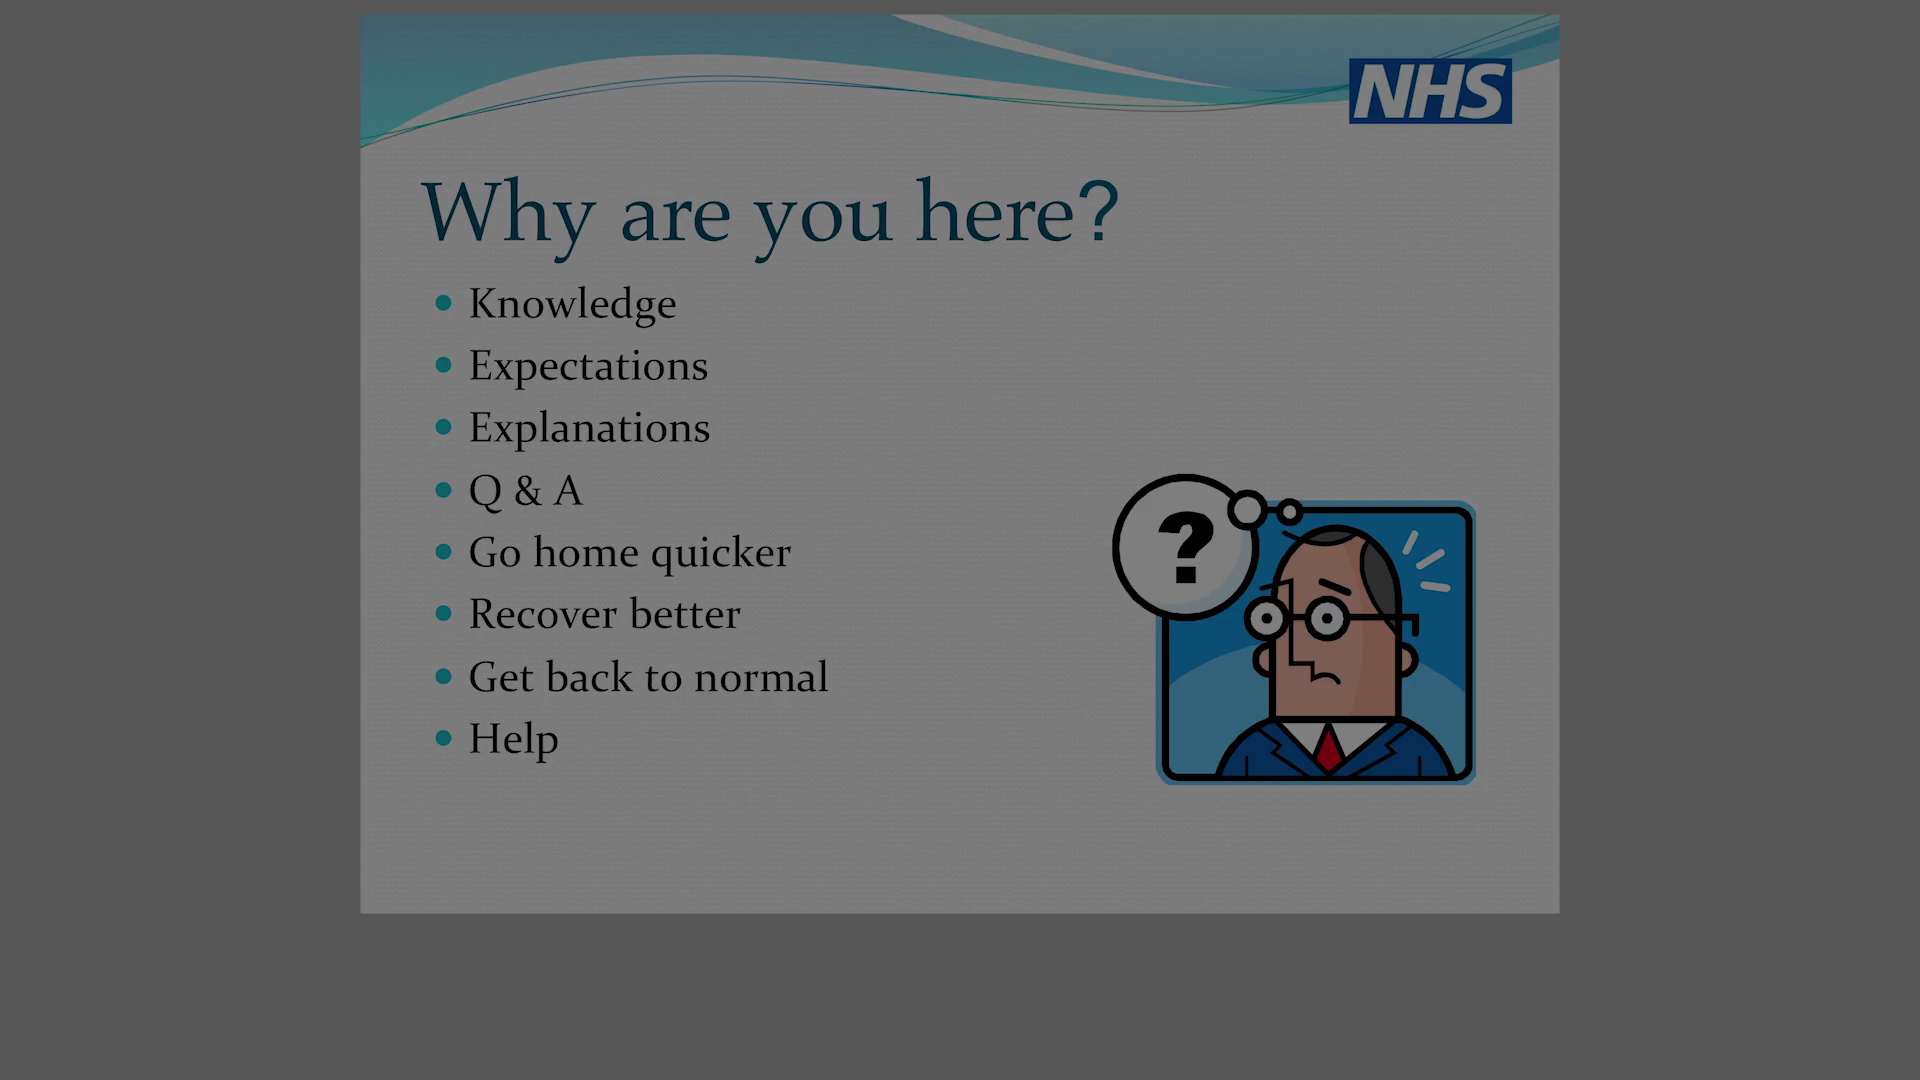 NHS
Why are you here?
Knowledge
Expectations
Explanations
Q & A
Go home quicker
Recover better
Get back to normal
Help
?